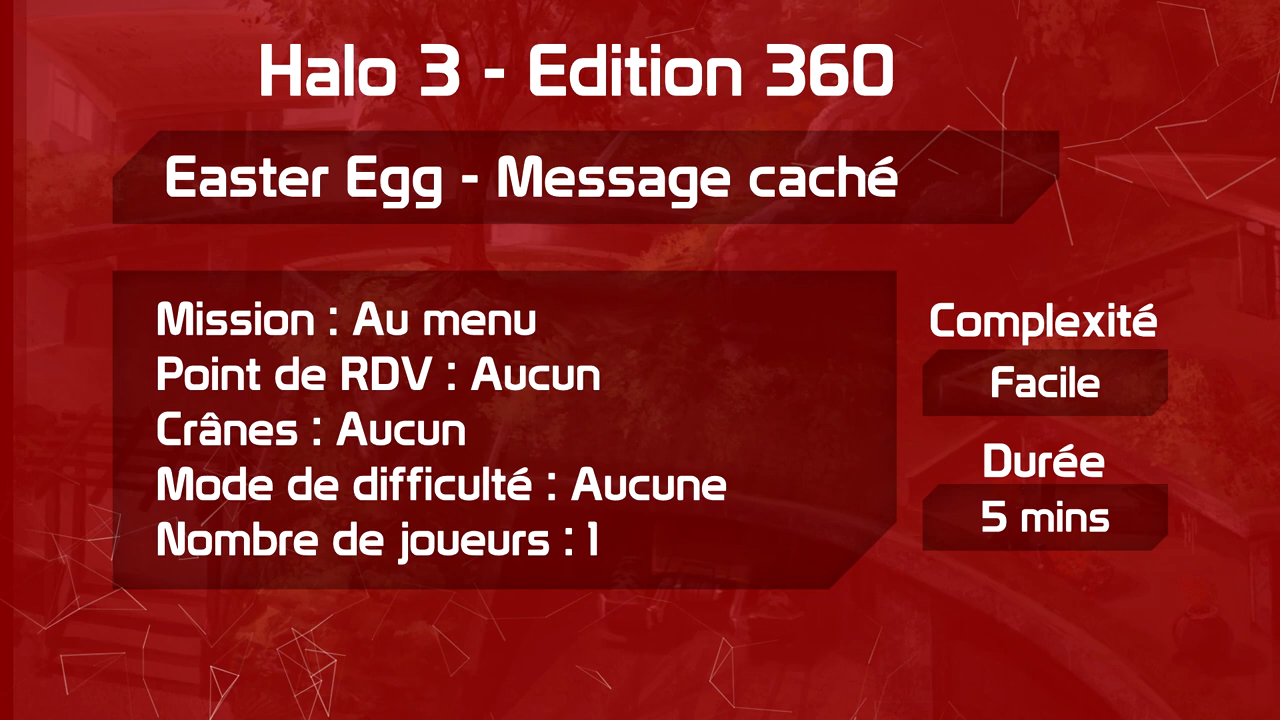 Halo 3 - Edition 360
Easter Egg - Message caché
Mission : Au menu
Point de RDV : Aucun
Crânes : Aucun
Mode de difficulté : Aucune
Nombre de joueurs : 1
Complexité
Facile
Durée
5 mins